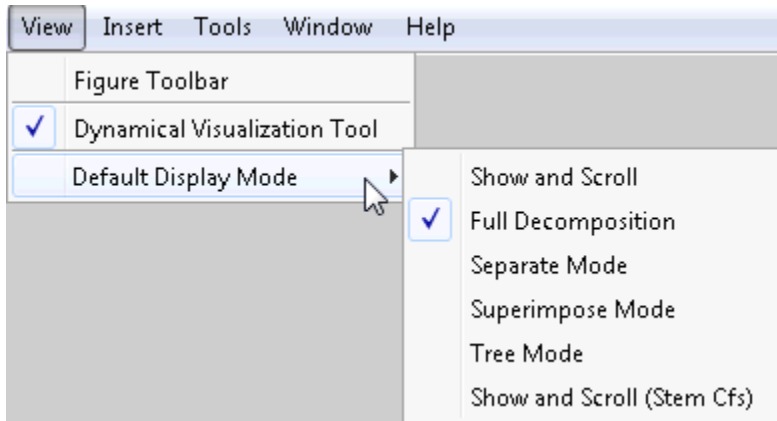 View Insert Tools Window Help
Figure Toolbar
Dynamical Visualization Tool
Default Display Mode
Show and Scroll
Full Decomposition
Separate Mode
Superimpose Mode
Tree Mode
Show and Scroll (Stem Cfs)